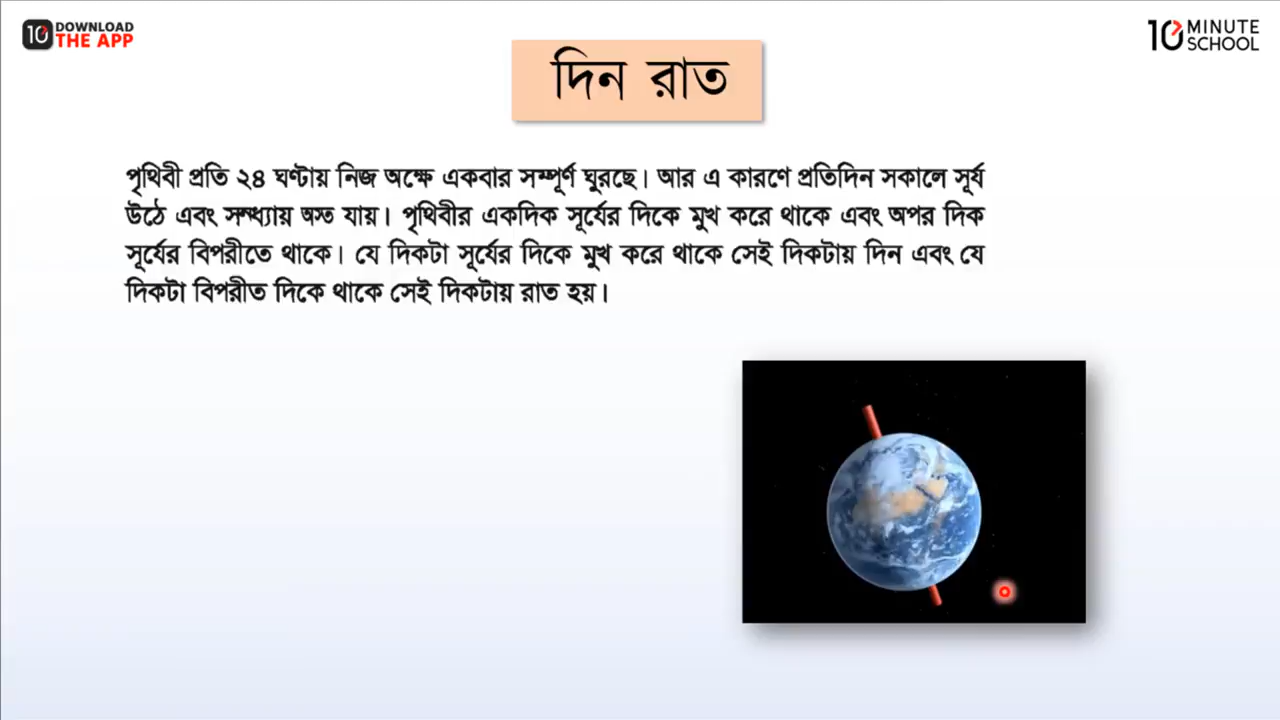 10 DOWNLOAD
THE APP
10 MINUTE
SCHOOL
দিন রাত
পৃথিবী প্রতি ২৪ ঘণ্টায় নিজ অক্ষে একবার সম্পূর্ণ ঘুরছে। আর এ কারণে প্রতিদিন সকালে সূর্য
উঠে এবং সন্ধ্যায় অস্ত যায়। পৃথিবীর একদিক সূর্যের দিকে মুখ করে থাকে এবং অপর দিক
সূর্যের বিপরীতে থাকে। যে দিকটা সূর্যের দিকে মুখ করে থাকে সেই দিকটায় দিন এবং যে
দিকটা বিপরীত দিকে থাকে সেই দিকটায় রাত হয়।